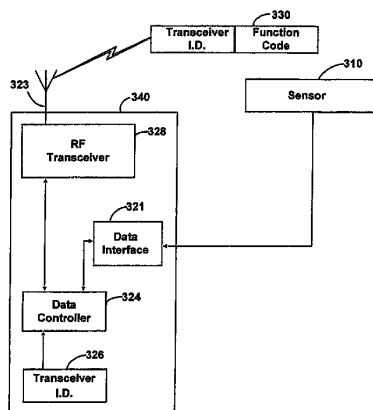 330
Transceiver I.D.
Function Code
310
Sensor
323
340
RF Transceiver
328
321
Data Interface
Data Controller
324
326
Transceiver I.D.